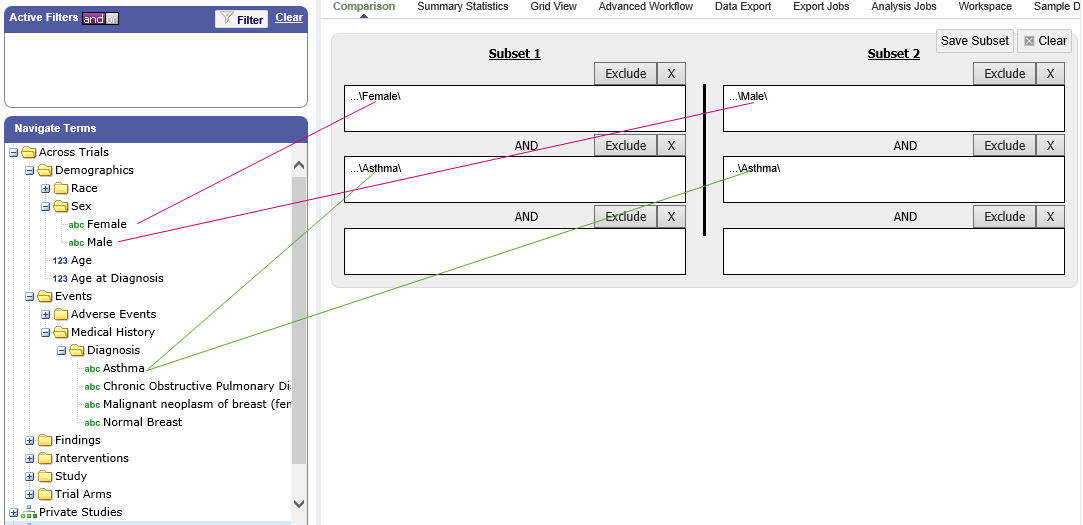 Active Filters and or Filter Clear
Navigate Terms
Across Trials
Demographics
Race
Sex
abc Female
abc Male
123 Age
123 Age at Diagnosis
Events
Adverse Events
Medical History
Diagnosis
abc Asthma
abc Chronic Obstructive Pulmonary Di
abc Malignant neoplasm of breast (fem
abc Normal Breast
Findings
Interventions
Study
Trial Arms
Private Studies
Comparison Summary Statistics Grid View Advanced Workflow Data Export Export Jobs Analysis Jobs Workspace Sample D
Save Subset Clear
Subset 1
Exclude X
...\Female\
AND Exclude X
...\Asthma\
AND Exclude X
Subset 2
Exclude X
...\Male\
AND Exclude X
...\Asthma\
AND Exclude X